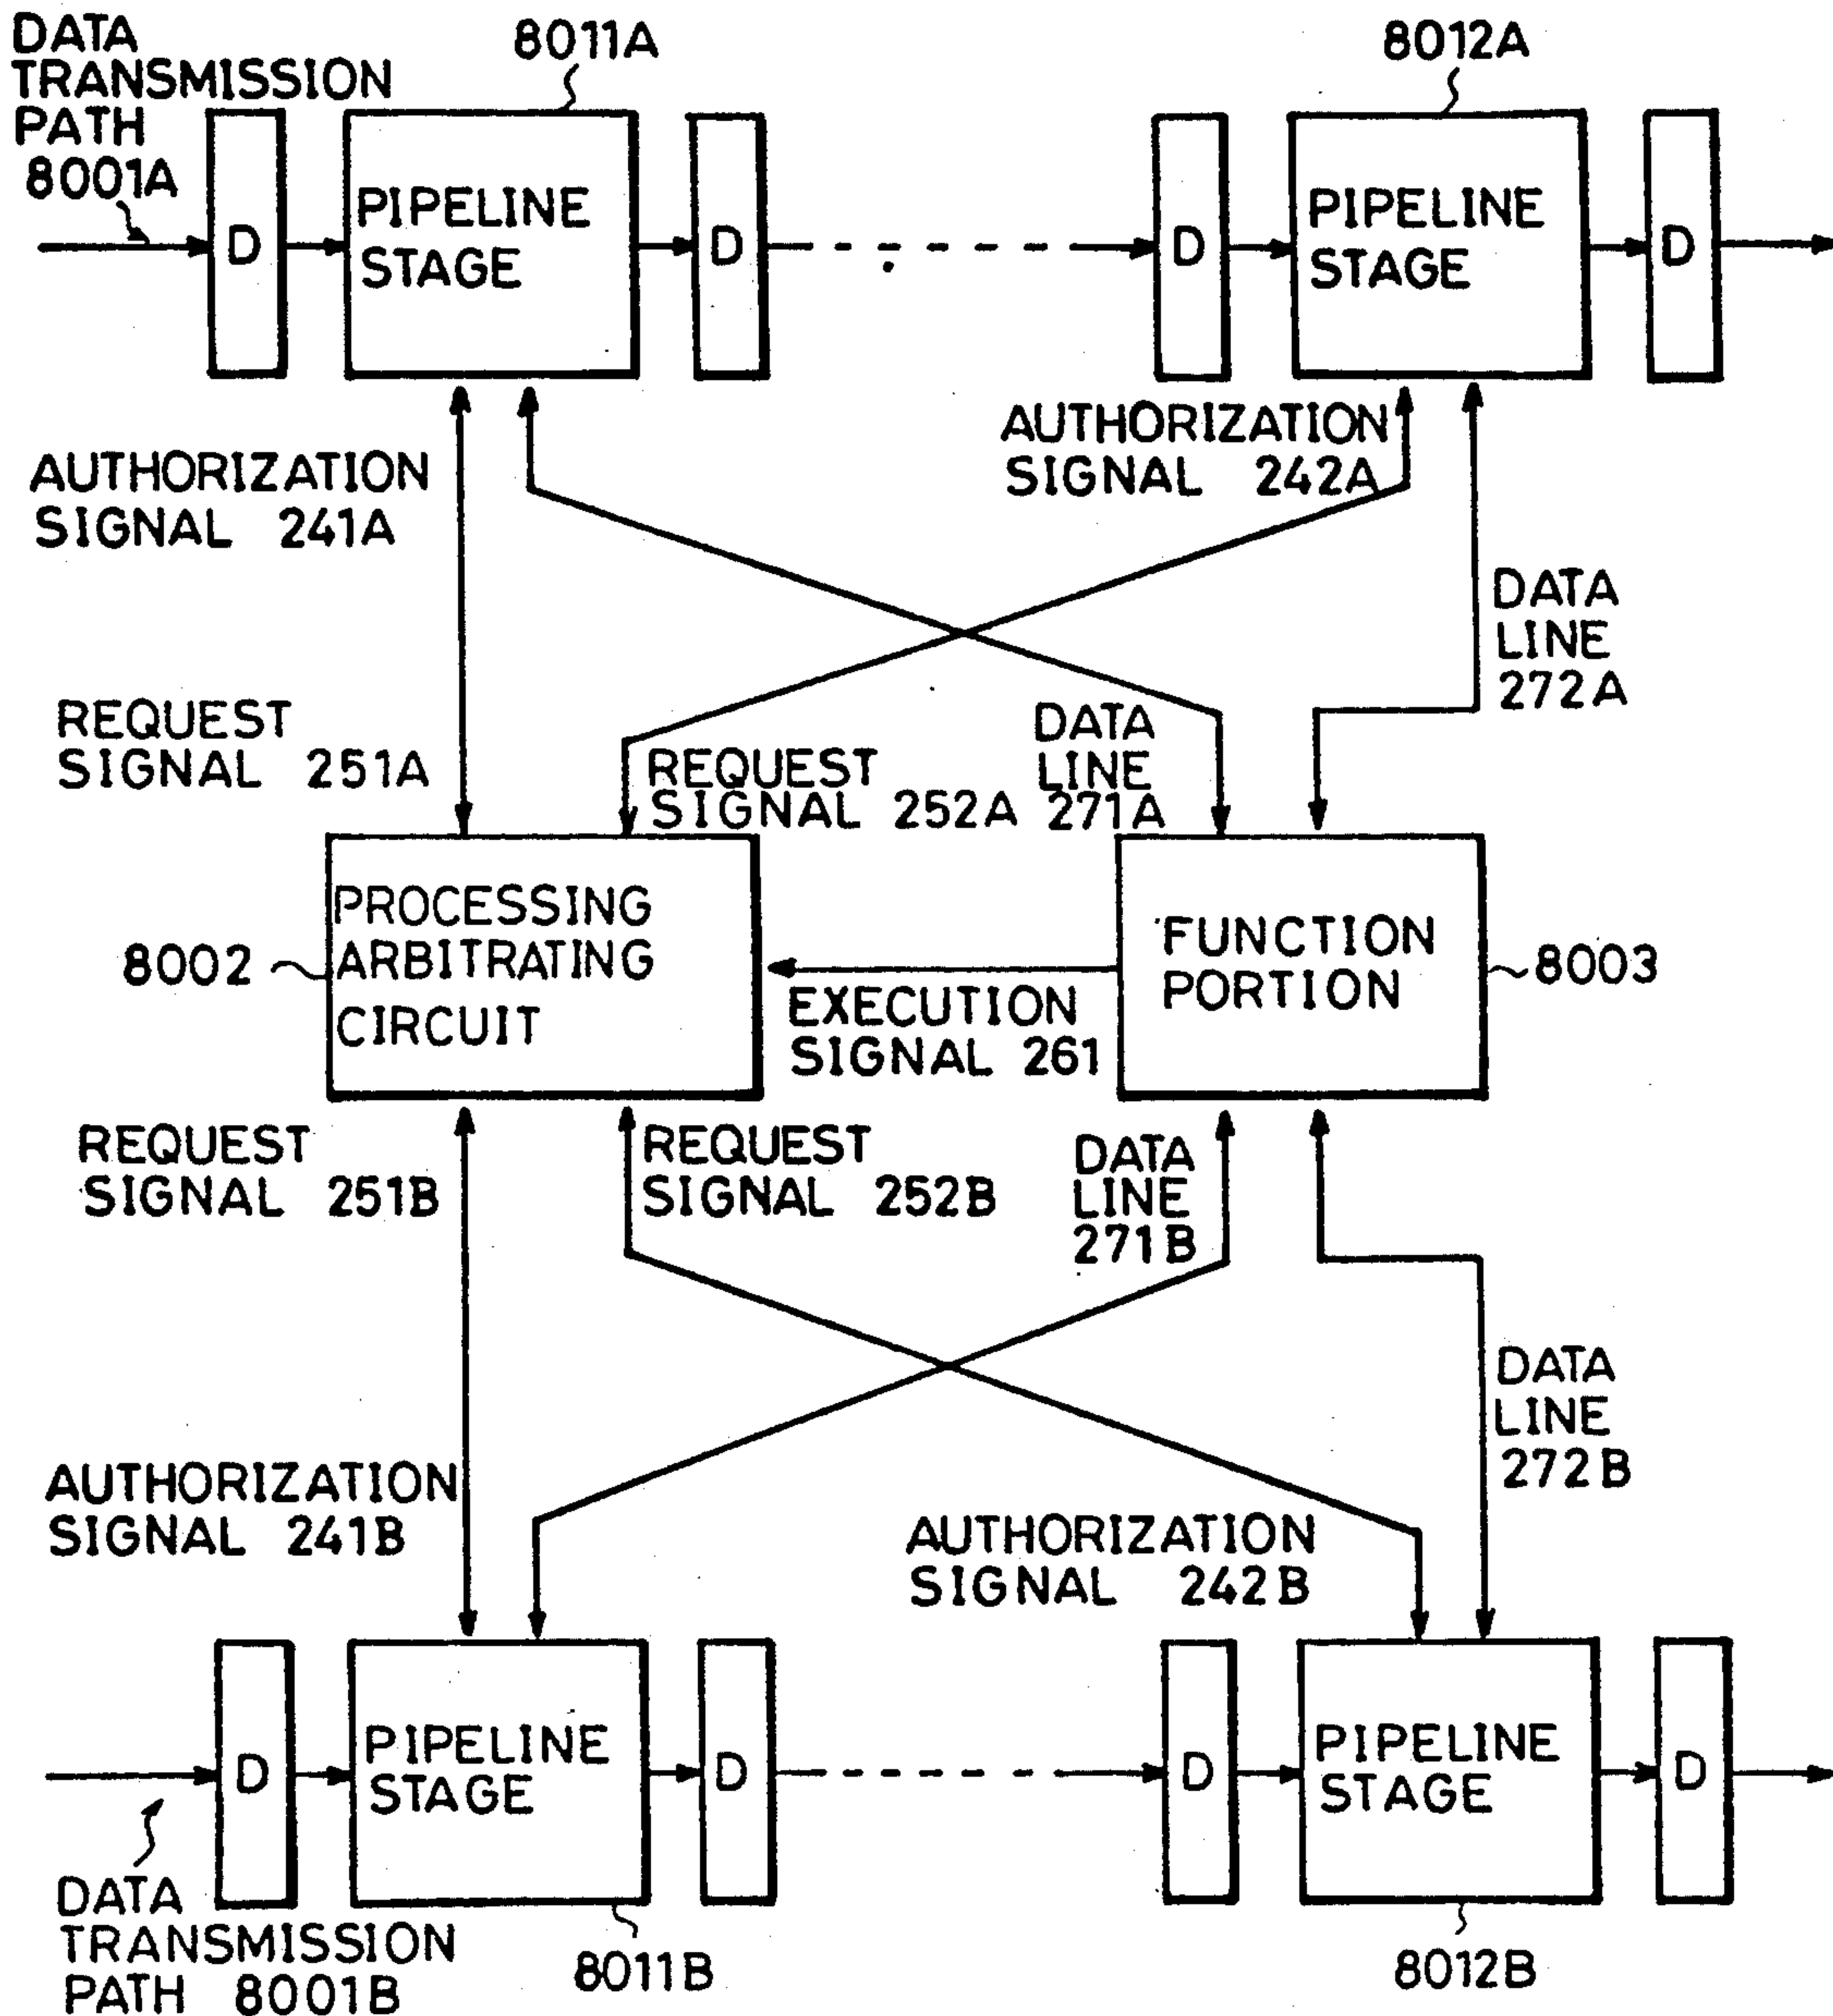 DATA
TRANSMISSION
PATH
8001A
8011A
8012A
D
PIPELINE
STAGE
D
D
PIPELINE
STAGE
D
AUTHORIZATION
SIGNAL 241A
AUTHORIZATION
SIGNAL 242A
DATA
LINE
272A
REQUEST
SIGNAL 251A
REQUEST
SIGNAL 252A
DATA
LINE
271A
PROCESSING
ARBITRATING
CIRCUIT
8002
FUNCTION
PORTION
8003
EXECUTION
SIGNAL 261
REQUEST
SIGNAL 251B
REQUEST
SIGNAL 252B
DATA
LINE
271B
DATA
LINE
272B
AUTHORIZATION
SIGNAL 241B
AUTHORIZATION
SIGNAL 242B
D
PIPELINE
STAGE
D
D
PIPELINE
STAGE
D
DATA
TRANSMISSION
PATH 8001B
8011B
8012B